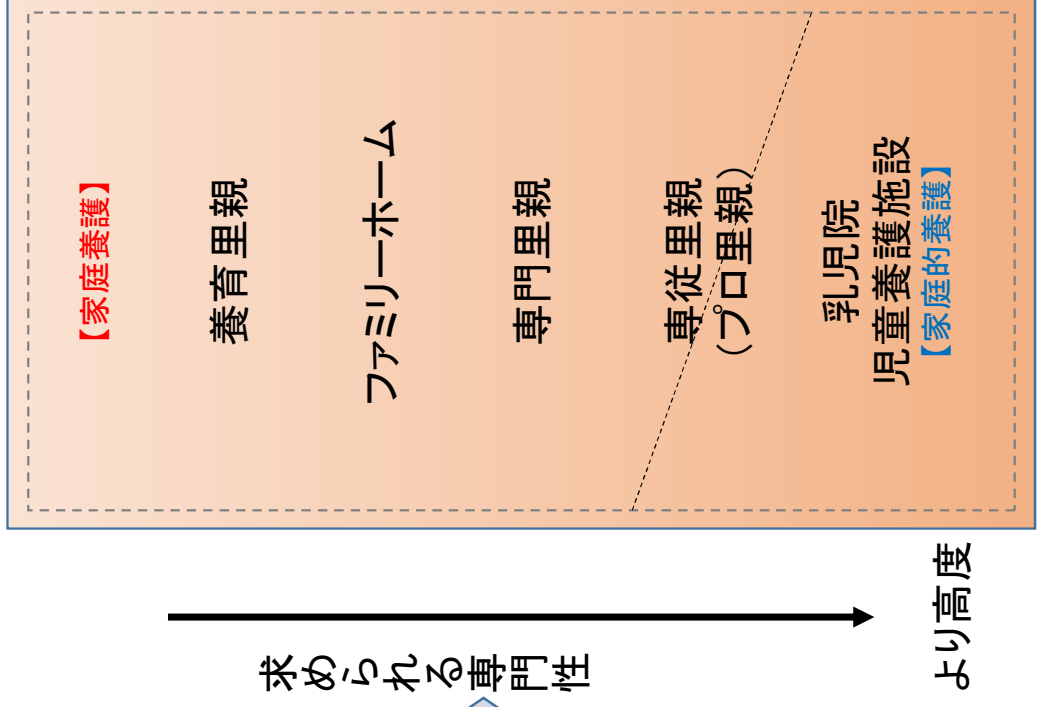 【家庭養護】
養育里親
ファミリーホーム
専門里親
専従里親
（プロ里親）
乳児院
児童養護施設
【家庭的養護】
求められる専門性
より高度